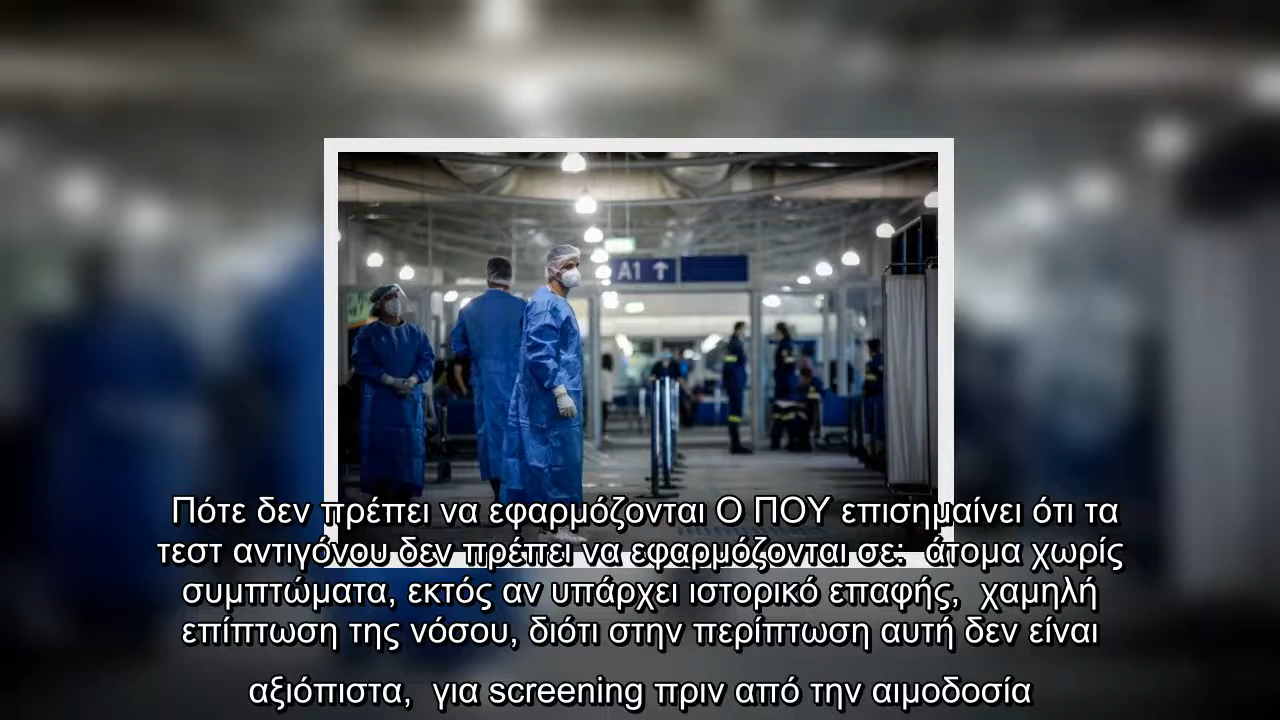 A1 ↑
Πότε δεν πρέπει να εφαρμόζονται Ο ΠΟΥ επισημαίνει ότι τα
τεστ αντιγόνου δεν πρέπει να εφαρμόζονται σε:  άτομα χωρίς
συμπτώματα, εκτός αν υπάρχει ιστορικό επαφής,  χαμηλή
επίπτωση της νόσου, διότι στην περίπτωση αυτή δεν είναι
αξιόπιστα,  για screening πριν από την αιμοδοσία